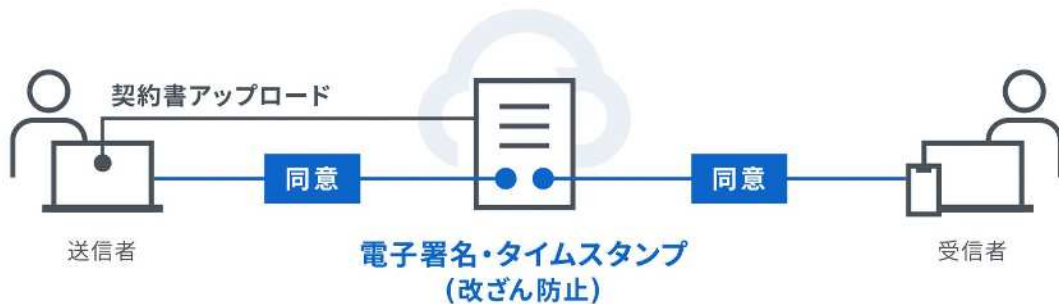 契約書アップロード
同意
同意
送信者
電子署名・タイムスタンプ
(改ざん防止)
受信者